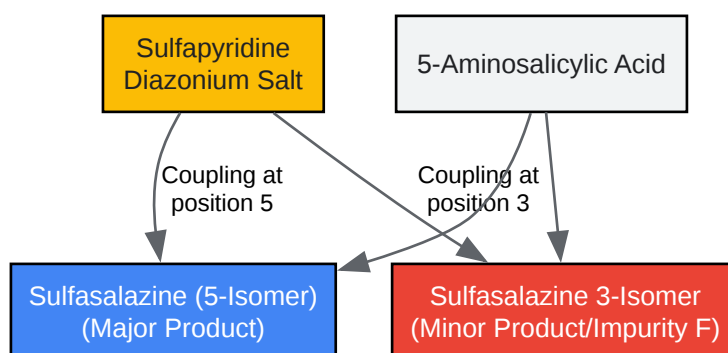 Sulfapyridine
Diazonium Salt
5-Aminosalicylic Acid
Coupling at
position 5
Coupling at
position 3
Sulfasalazine (5-Isomer)
(Major Product)
Sulfasalazine 3-Isomer
(Minor Product/Impurity F)